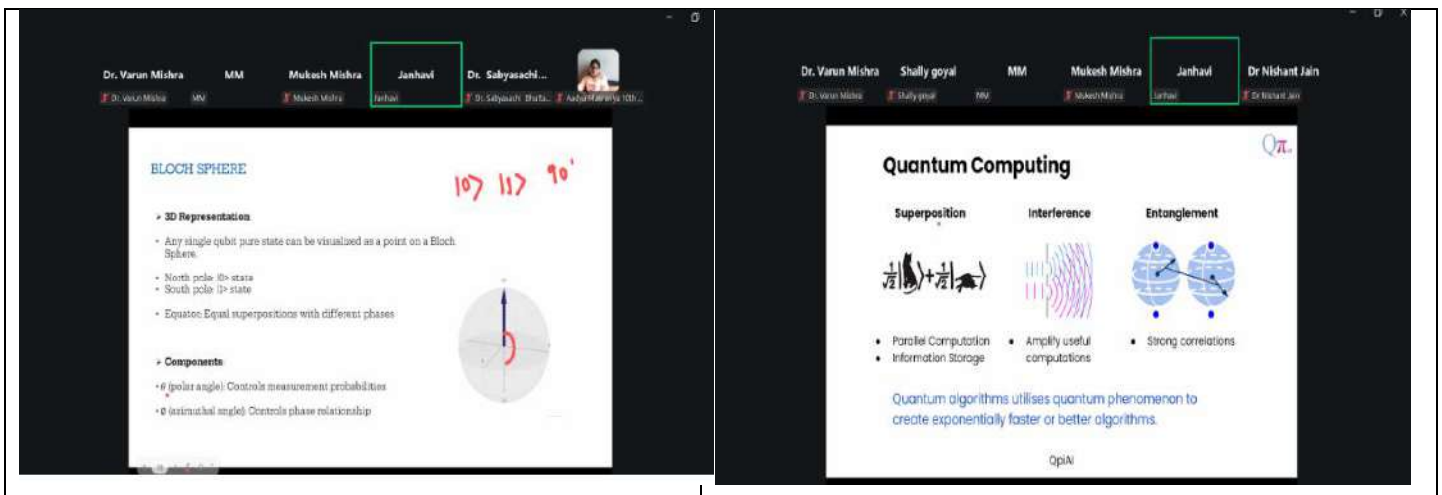 Dr. Varun Mishra MM Mukesh Mishra Janhavi Dr. Sabyasachi...
Dr. Varun Mishra MM Mukesh Mishra Janhavi
BLOCH SPHERE
|0> |1> 90°
➢ 3D Representation
• Any single qubit pure state can be visualized as a point on a Bloch
Sphere.
• North pole: |0> state
• South pole: |1> state
• Equator: Equal superpositions with different phases
➢ Components
• θ (polar angle): Controls measurement probabilities
• Ø (azimuthal angle): Controls phase relationship
Dr. Varun Mishra Shally goyal MM Mukesh Mishra Janhavi Dr Nishant Jain
Dr. Varun Mishra Shally goyal MM Mukesh Mishra Janhavi Dr Nishant Jain
Qπ.
Quantum Computing
Superposition Interference Entanglement
1/√2| ⟩+1/√2| ⟩
• Parallel Computation • Amplify useful • Strong correlations
• Information Storage computations
Quantum algorithms utilises quantum phenomenon to
create exponentially faster or better algorithms.
QpiAI